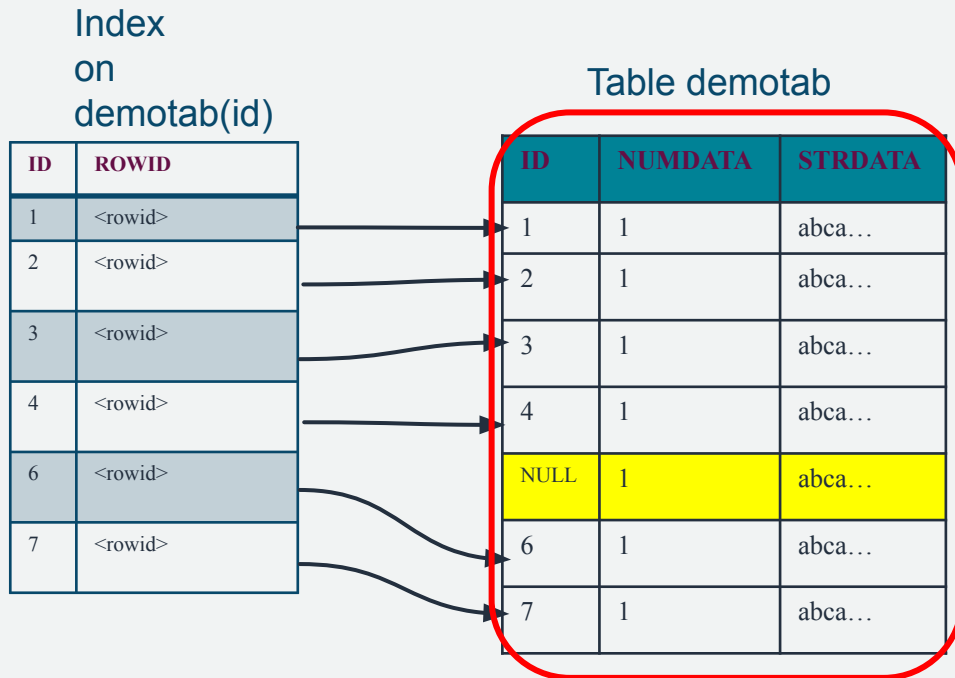 Index
on
demotab(id)
ID ROWID
1 <rowid>
2 <rowid>
3 <rowid>
4 <rowid>
6 <rowid>
7 <rowid>
Table demotab
ID NUMDATA STRDATA
1 1 abca…
2 1 abca…
3 1 abca…
4 1 abca…
NULL 1 abca…
6 1 abca…
7 1 abca…